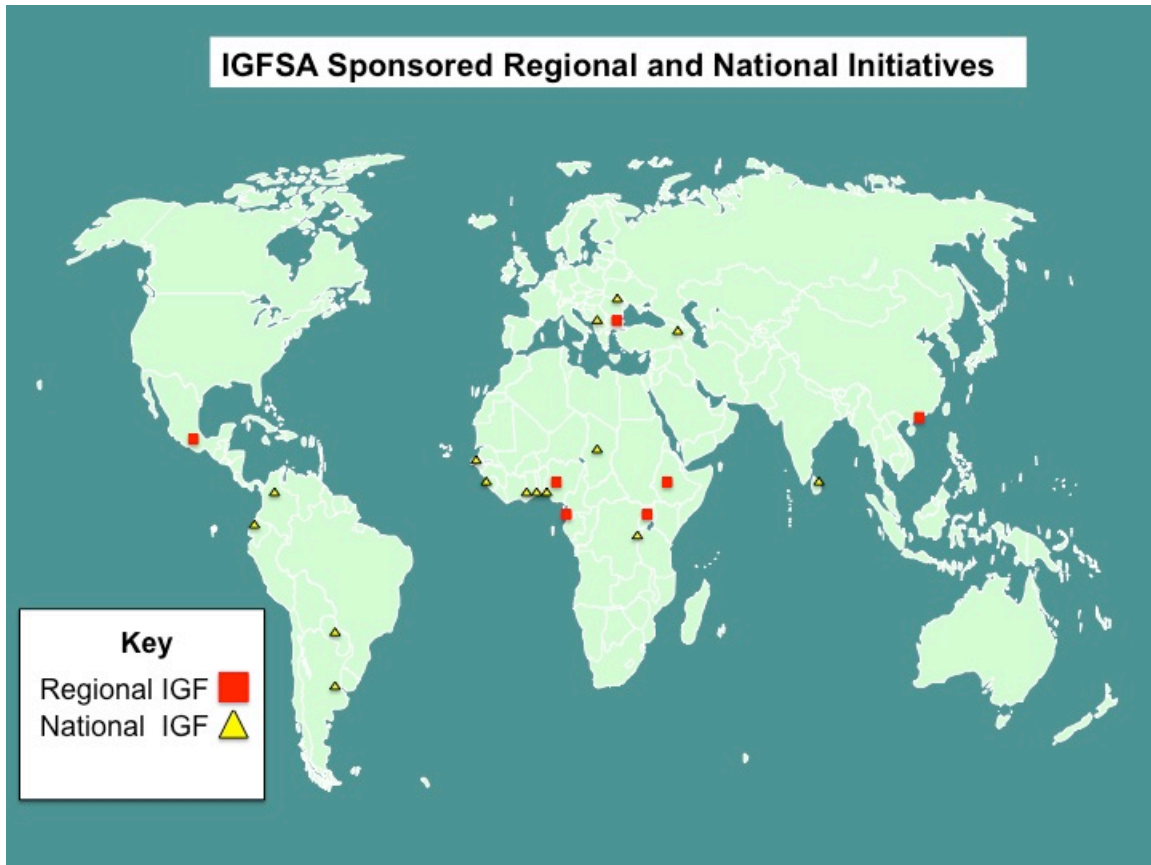 IGFSA Sponsored Regional and National Initiatives
Key
Regional IGF
National IGF